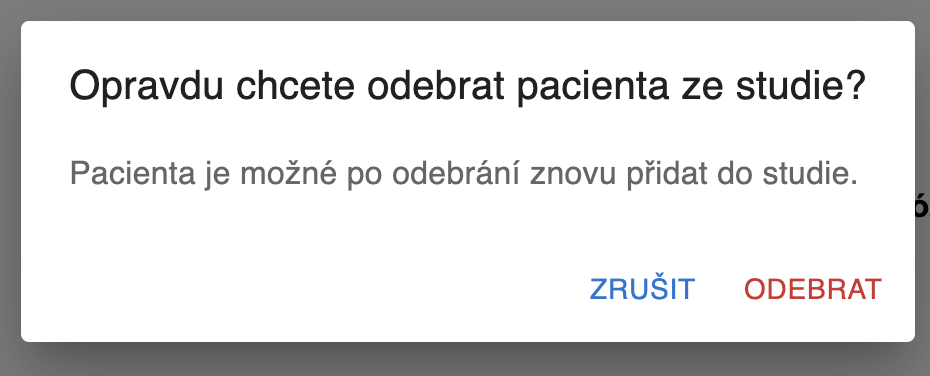 Opravdu chcete odebrat pacienta ze studie?
Pacienta je možné po odebrání znovu přidat do studie.
ZRUŠIT ODEBRAT